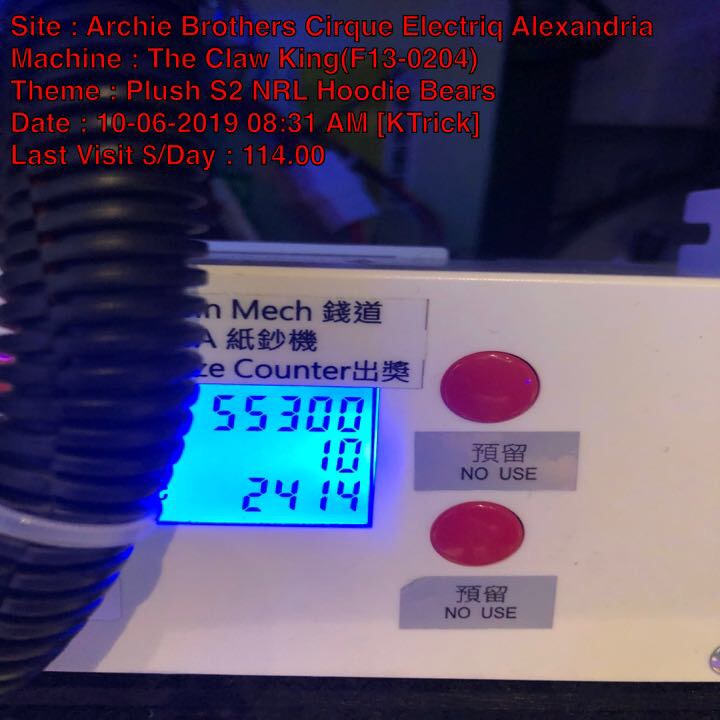 Site : Archie Brothers Cirque Electriq Alexandria
Machine : The Claw King(F13-0204)
Theme : Plush S2 NRL Hoodie Bears
Date : 10-06-2019 08:31 AM [KTrick]
Last Visit S/Day : 114.00
Mech 錢道
A 紙鈔機
Counter出獎
55300
10
2414
預留
NO USE
預留
NO USE